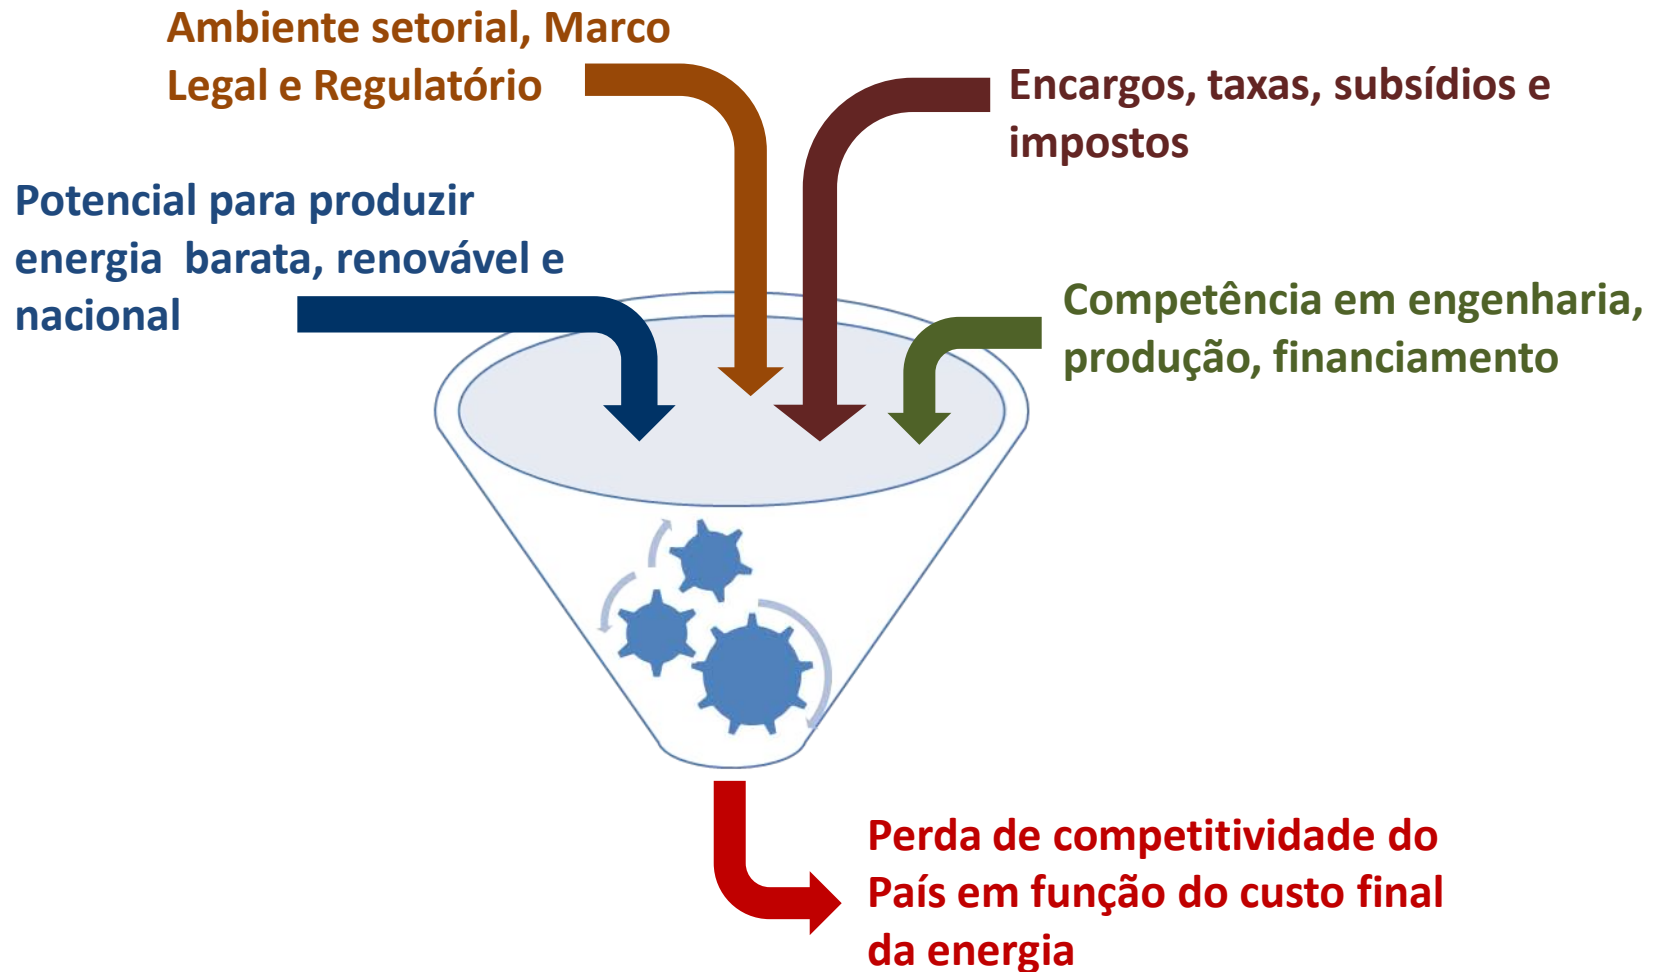 Ambiente setorial, Marco
Legal e Regulatório
Encargos, taxas, subsídios e
impostos
Potencial para produzir
energia  barata, renovável e
nacional
Competência em engenharia,
produção, financiamento
Perda de competitividade do
País em função do custo final
da energia